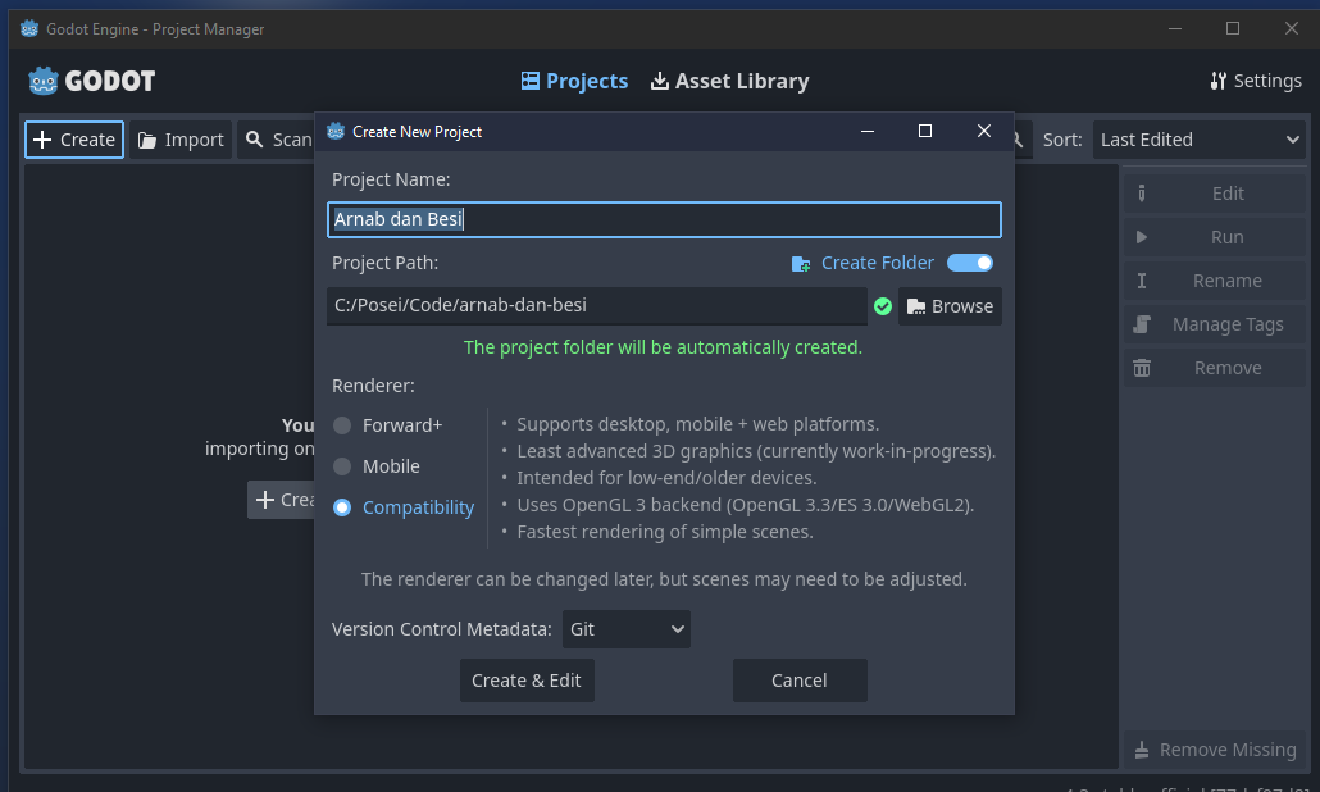 Godot Engine - Project Manager
GODOT
Projects
Asset Library
Settings
Create
Import
Scan
Sort:
Last Edited
Create New Project
Project Name:
Arnab dan Besi
Project Path:
Create Folder
C:/Posei/Code/arnab-dan-besi
Browse
The project folder will be automatically created.
Renderer:
Forward+
Mobile
Compatibility
• Supports desktop, mobile + web platforms.
• Least advanced 3D graphics (currently work-in-progress).
• Intended for low-end/older devices.
• Uses OpenGL 3 backend (OpenGL 3.3/ES 3.0/WebGL2).
• Fastest rendering of simple scenes.
The renderer can be changed later, but scenes may need to be adjusted.
Version Control Metadata:
Git
Create & Edit
Cancel
You
importing on
Crea
Edit
Run
Rename
Manage Tags
Remove
Remove Missing